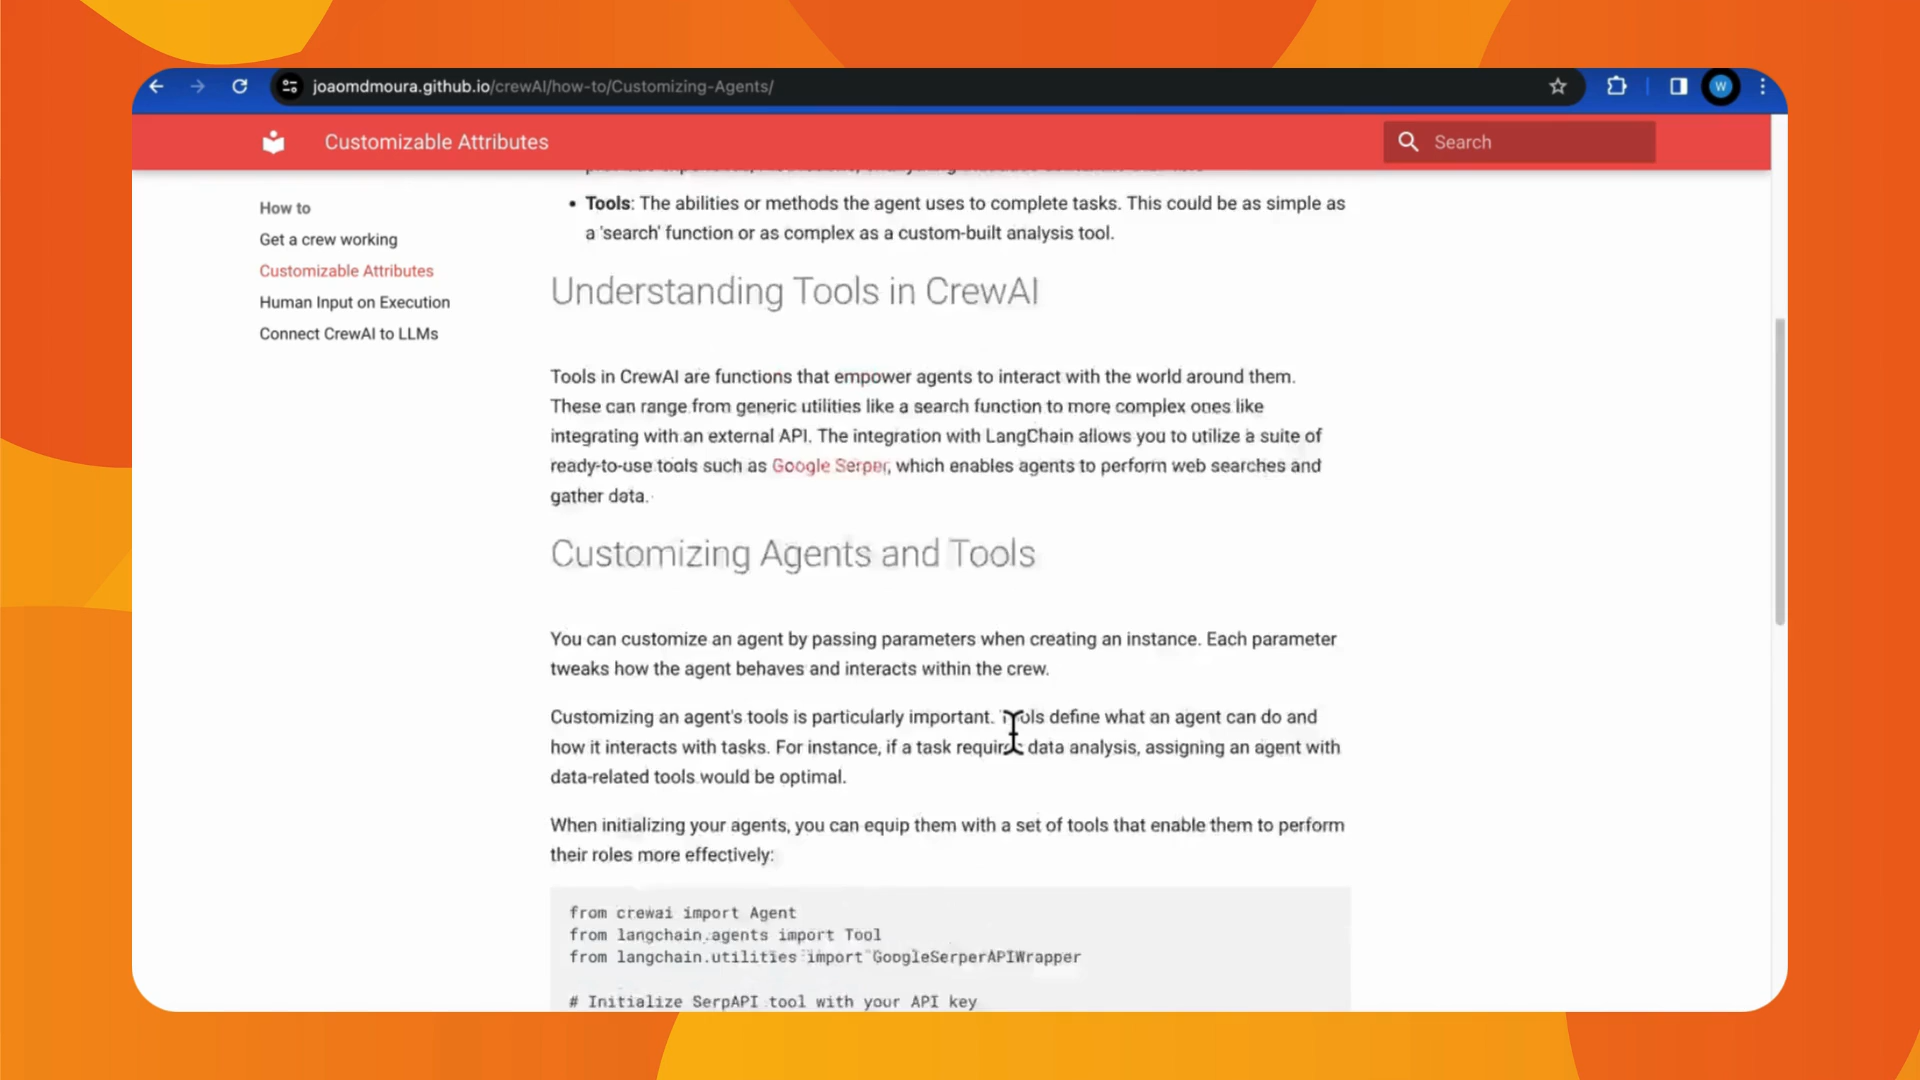 joaomdmoura.github.io/crewAI/how-to/Customizing-Agents/
W
Customizable Attributes
Search
How to
Get a crew working
Customizable Attributes
Human Input on Execution
Connect CrewAI to LLMs
• Tools: The abilities or methods the agent uses to complete tasks. This could be as simple as
a 'search' function or as complex as a custom-built analysis tool.
Understanding Tools in CrewAI
Tools in CrewAI are functions that empower agents to interact with the world around them.
These can range from generic utilities like a search function to more complex ones like
integrating with an external API. The integration with LangChain allows you to utilize a suite of
ready-to-use tools such as Google Serper, which enables agents to perform web searches and
gather data.
Customizing Agents and Tools
You can customize an agent by passing parameters when creating an instance. Each parameter
tweaks how the agent behaves and interacts within the crew.
Customizing an agent's tools is particularly important. Tools define what an agent can do and
how it interacts with tasks. For instance, if a task requires data analysis, assigning an agent with
data-related tools would be optimal.
When initializing your agents, you can equip them with a set of tools that enable them to perform
their roles more effectively:
from crewai import Agent
from langchain.agents import Tool
from langchain.utilities import GoogleSerperAPIWrapper
# Initialize SerpAPI tool with your API key